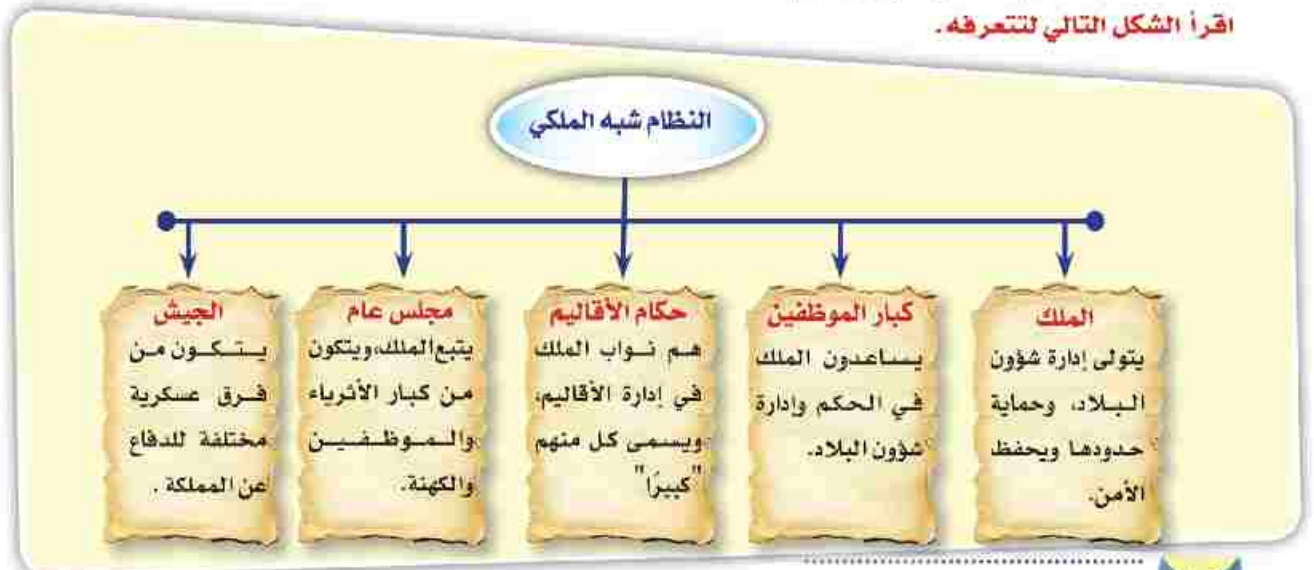 اقرأ الشكل التالي لتتعرفه.
النظام شبه الملكي
الملك
يتولى إدارة شؤون
البلاد، وحماية
حدودها ويحفظ
الأمن.
كبار الموظفين
يساعدون الملك
في الحكم وإدارة
شؤون البلاد.
حكام الأقاليم
هم نواب الملك
في إدارة الأقاليم،
ويسمى كل منهم
"كبيرًا"
مجلس عام
يتبع الملك،ويتكون
من كبار الأثرياء
والموظفين
والكهنة.
الجيش
يتكون من
فرق عسكرية
مختلفة للدفاع
عن المملكة .